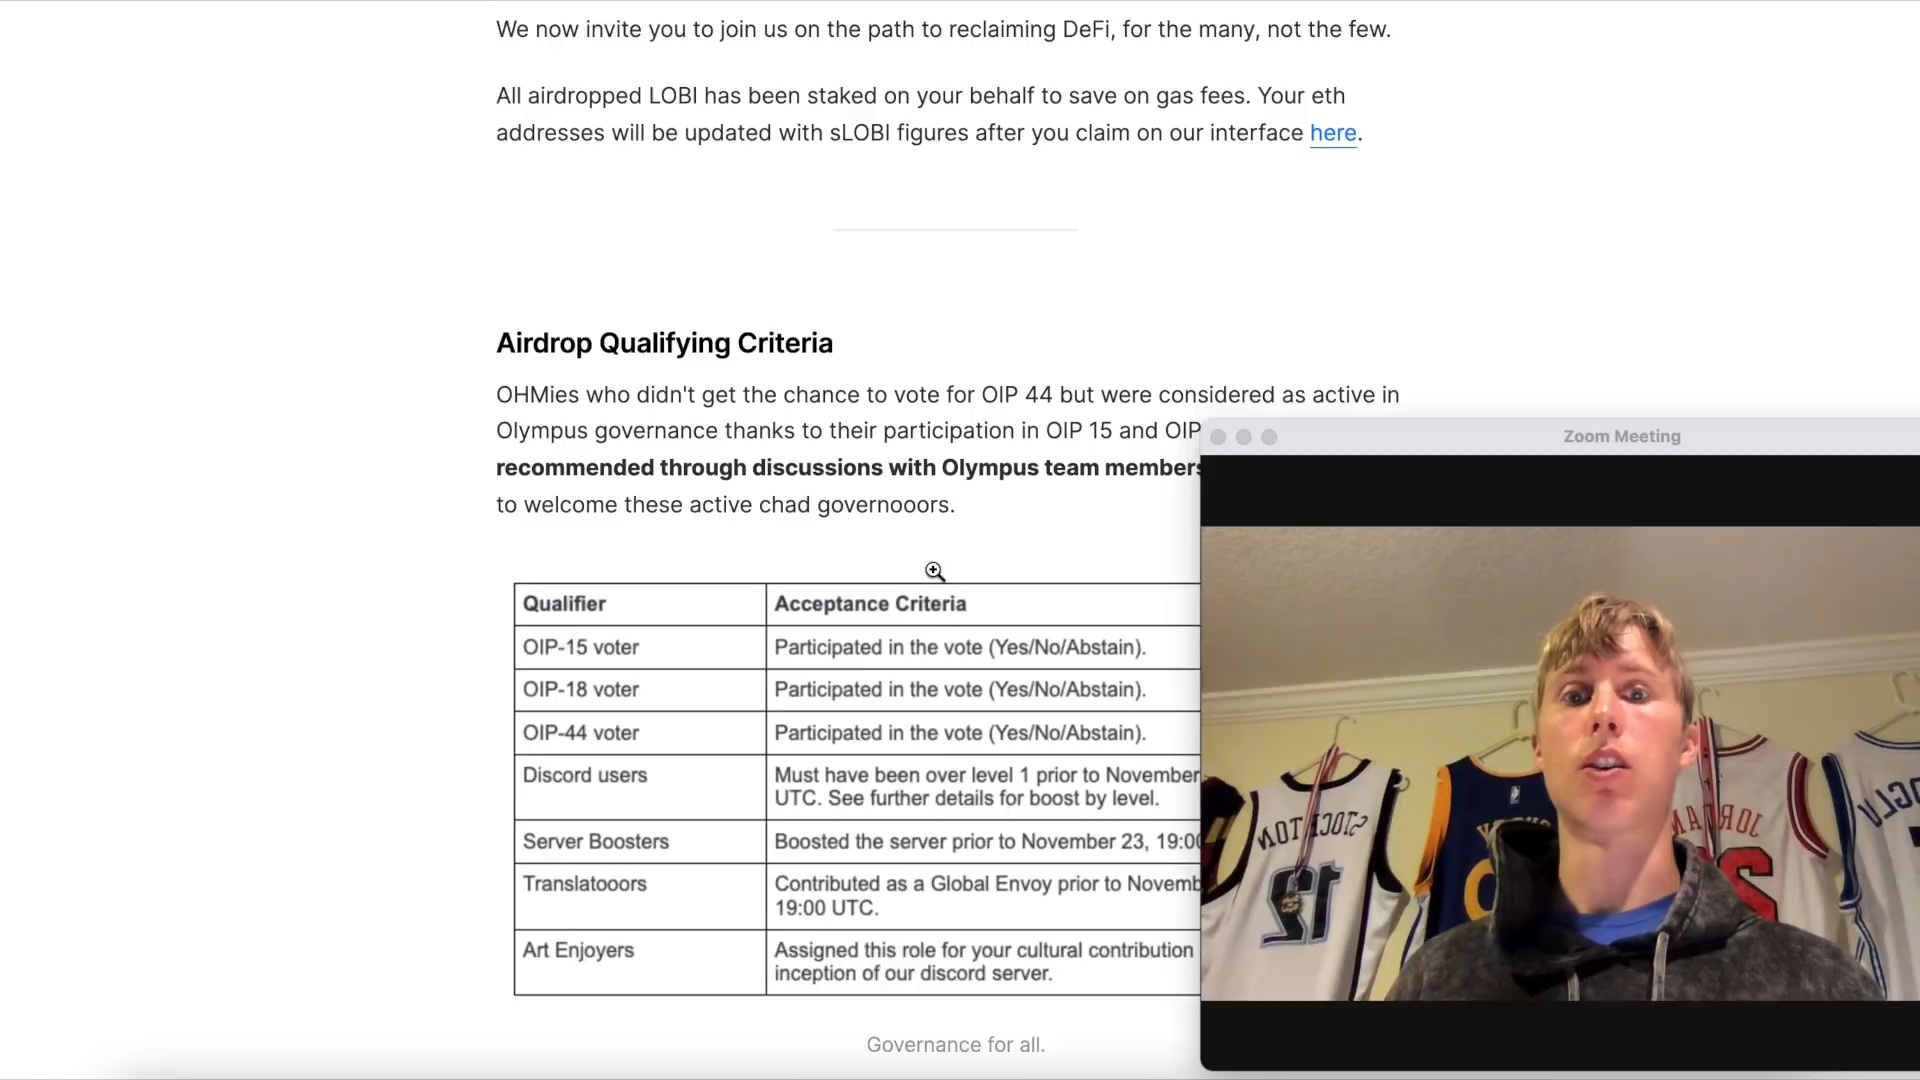 We now invite you to join us on the path to reclaiming DeFi, for the many, not the few.
All airdropped LOBI has been staked on your behalf to save on gas fees. Your eth
addresses will be updated with sLOBI figures after you claim on our interface here.
Airdrop Qualifying Criteria
OHMies who didn't get the chance to vote for OIP 44 but were considered as active in
Olympus governance thanks to their participation in OIP 15 and OIP
recommended through discussions with Olympus team members
to welcome these active chad governooors.
Zoom Meeting
Qualifier Acceptance Criteria
OIP-15 voter Participated in the vote (Yes/No/Abstain).
OIP-18 voter Participated in the vote (Yes/No/Abstain).
OIP-44 voter Participated in the vote (Yes/No/Abstain).
Discord users Must have been over level 1 prior to November
UTC. See further details for boost by level.
Server Boosters Boosted the server prior to November 23, 19:00
Translatooors Contributed as a Global Envoy prior to Novemb
19:00 UTC.
Art Enjoyers Assigned this role for your cultural contribution
inception of our discord server.
STOCKTON
12
JORDAN
Governance for all.